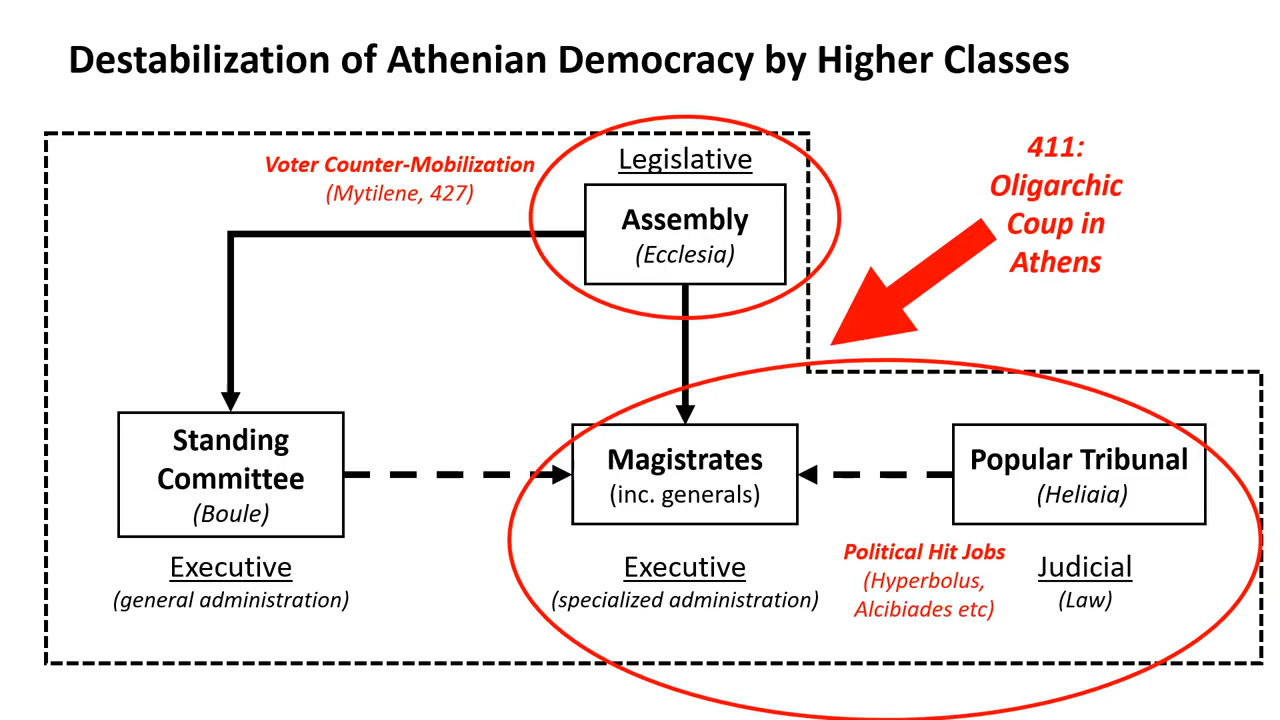 Destabilization of Athenian Democracy by Higher Classes
Voter Counter-Mobilization
(Mytilene, 427)
Legislative
Assembly
(Ecclesia)
411:
Oligarchic
Coup in
Athens
Standing
Committee
(Boule)
Executive
(general administration)
Magistrates
(inc. generals)
Executive
(specialized administration)
Popular Tribunal
(Heliaia)
Political Hit Jobs
(Hyperbolus,
Alcibiades etc)
Judicial
(Law)